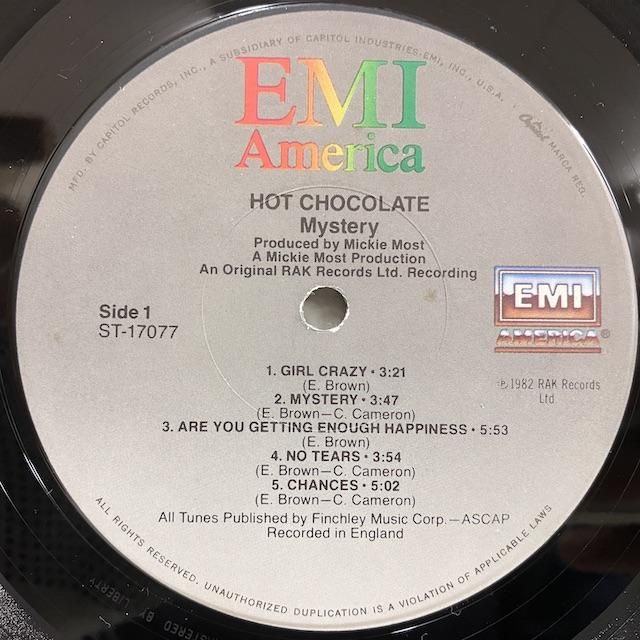 MFD. BY CAPITOL RECORDS, INC., A SUBSIDIARY OF CAPITOL INDUSTRIES-EMI, INC., U.S.A. · Capitol MARCA REG.
EMI
America
HOT CHOCOLATE
Mystery
Produced by Mickie Most
A Mickie Most Production
An Original RAK Records Ltd. Recording
Side 1
ST-17077
EMI
AMERICA®
℗ 1982 RAK Records
Ltd.
1. GIRL CRAZY • 3:21
(E. Brown)
2. MYSTERY • 3:47
(E. Brown—C. Cameron)
3. ARE YOU GETTING ENOUGH HAPPINESS • 5:53
(E. Brown)
4. NO TEARS • 3:54
(E. Brown—C. Cameron)
5. CHANCES • 5:02
(E. Brown—C. Cameron)
All Tunes Published by Finchley Music Corp.—ASCAP
Recorded in England
ALL RIGHTS RESERVED. UNAUTHORIZED DUPLICATION IS A VIOLATION OF APPLICABLE LAWS
MASTERED BY LIBERTY